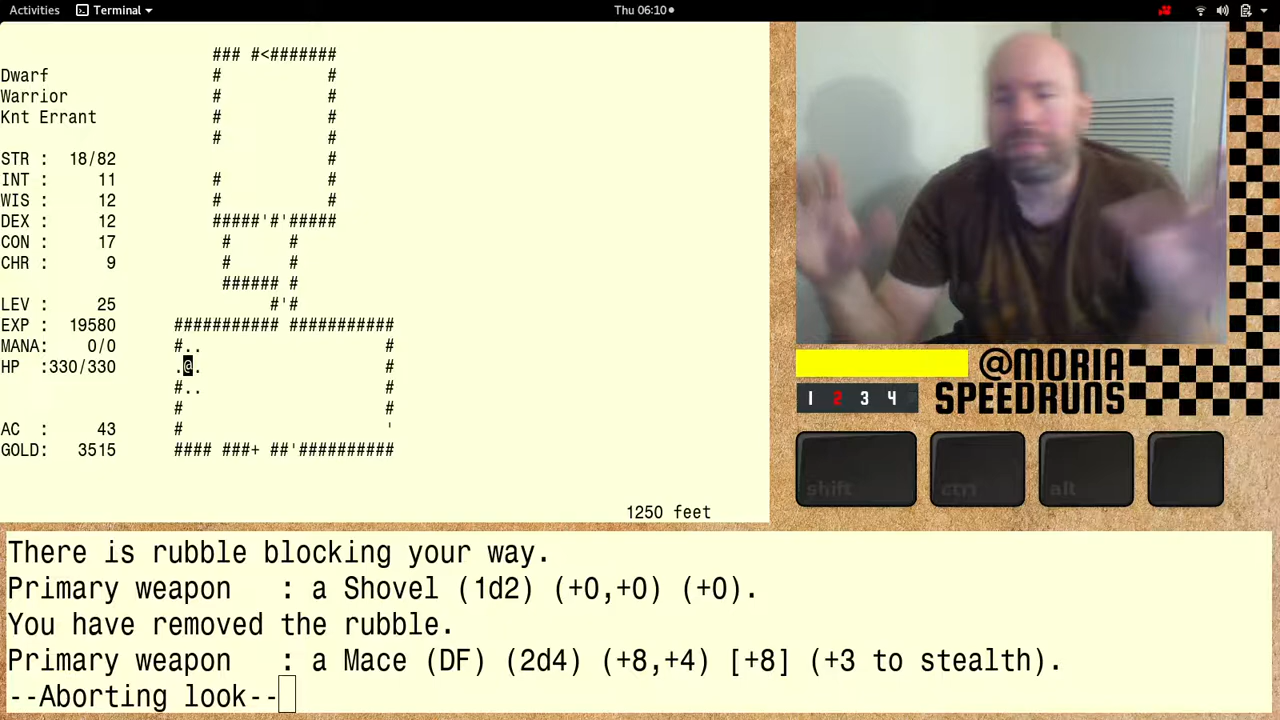 Activities Terminal Thu 06:10
### #<#######
Dwarf # #
Warrior # #
Knt Errant # #
# #
STR : 18/82 #
INT : 11 # #
WIS : 12 # #
DEX : 12 #####'#'#####
CON : 17 # #
CHR : 9 # #
###### #
LEV : 25 #'#
EXP : 19580 ########### ###########
MANA: 0/0 #.. #
HP :330/330 .@. #
#.. #
# #
AC : 43 # '
GOLD: 3515 #### ###+ ##'##########
1250 feet
There is rubble blocking your way.
Primary weapon : a Shovel (1d2) (+0,+0) (+0).
You have removed the rubble.
Primary weapon : a Mace (DF) (2d4) (+8,+4) [+8] (+3 to stealth).
--Aborting look--
@MORIA
SPEEDRUNS
1 2 3 4
shift ctrl alt